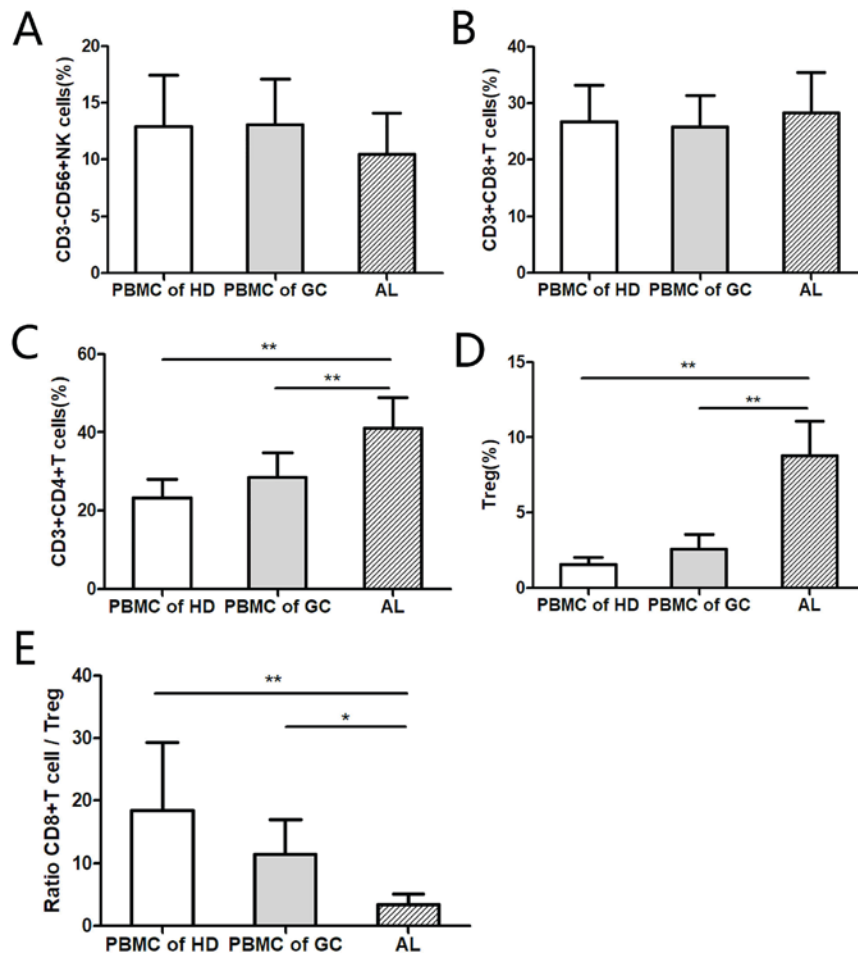 A
CD3-CD56+NK cells(%)
20
15
10
5
0
PBMC of HD PBMC of GC AL
B
CD3+CD8+T cells(%)
40
30
20
10
0
PBMC of HD PBMC of GC AL
C
CD3+CD4+T cells(%)
60
40
20
0
**
**
PBMC of HD PBMC of GC AL
D
Treg(%)
15
10
5
0
**
**
PBMC of HD PBMC of GC AL
E
Ratio CD8+T cell / Treg
40
30
20
10
0
**
*
PBMC of HD PBMC of GC AL